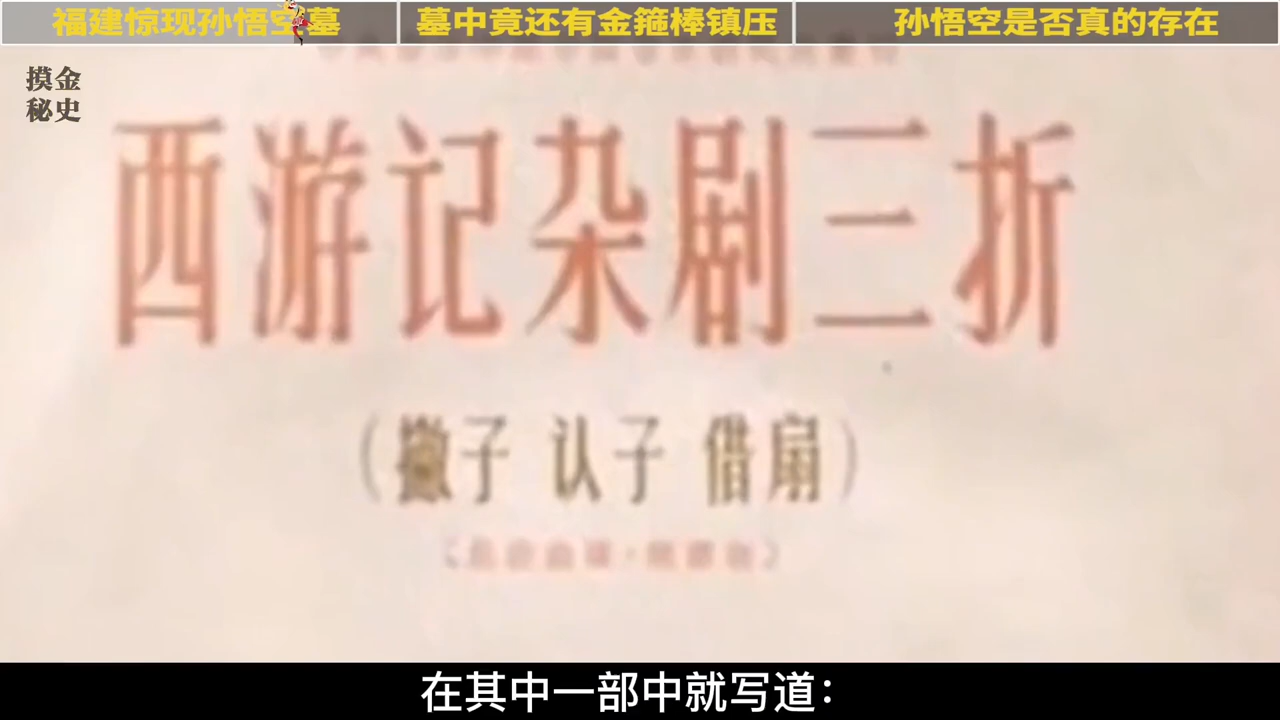 福建惊现孙悟空墓
墓中竟还有金箍棒镇压
孙悟空是否真的存在
摸金
秘史
西游记杂剧三折
(撇子 认子 借扇)
在其中一部中就写道：